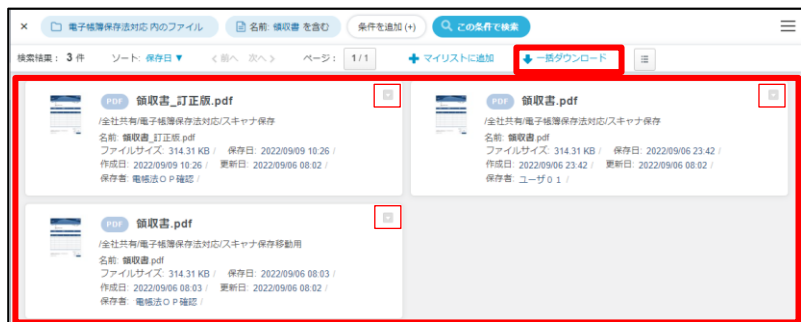 × 電子帳簿保存法対応 内のファイル 名前: 領収書 を含む 条件を追加 (+) この条件で検索
検索結果： 3 件 ソート: 保存日 ▼ < 前へ 次へ > ページ： 1 / 1 マイリストに追加 一括ダウンロード
PDF 領収書_訂正版.pdf
/全社共有/電子帳簿保存法対応/スキャナ保存
名前: 領収書_訂正版.pdf
ファイルサイズ: 314.31 KB / 保存日: 2022/09/09 10:26 /
作成日: 2022/09/09 10:26 / 更新日: 2022/09/06 08:02 /
保存者: 電帳法ＯＰ確認 /
PDF 領収書.pdf
/全社共有/電子帳簿保存法対応/スキャナ保存
名前: 領収書.pdf
ファイルサイズ: 314.31 KB / 保存日: 2022/09/06 23:42 /
作成日: 2022/09/06 23:42 / 更新日: 2022/09/06 08:02 /
保存者: ユーザ０１ /
PDF 領収書.pdf
/全社共有/電子帳簿保存法対応/スキャナ保存移動用
名前: 領収書.pdf
ファイルサイズ: 314.31 KB / 保存日: 2022/09/06 08:03 /
作成日: 2022/09/06 08:03 / 更新日: 2022/09/06 08:02 /
保存者: 電帳法ＯＰ確認 /